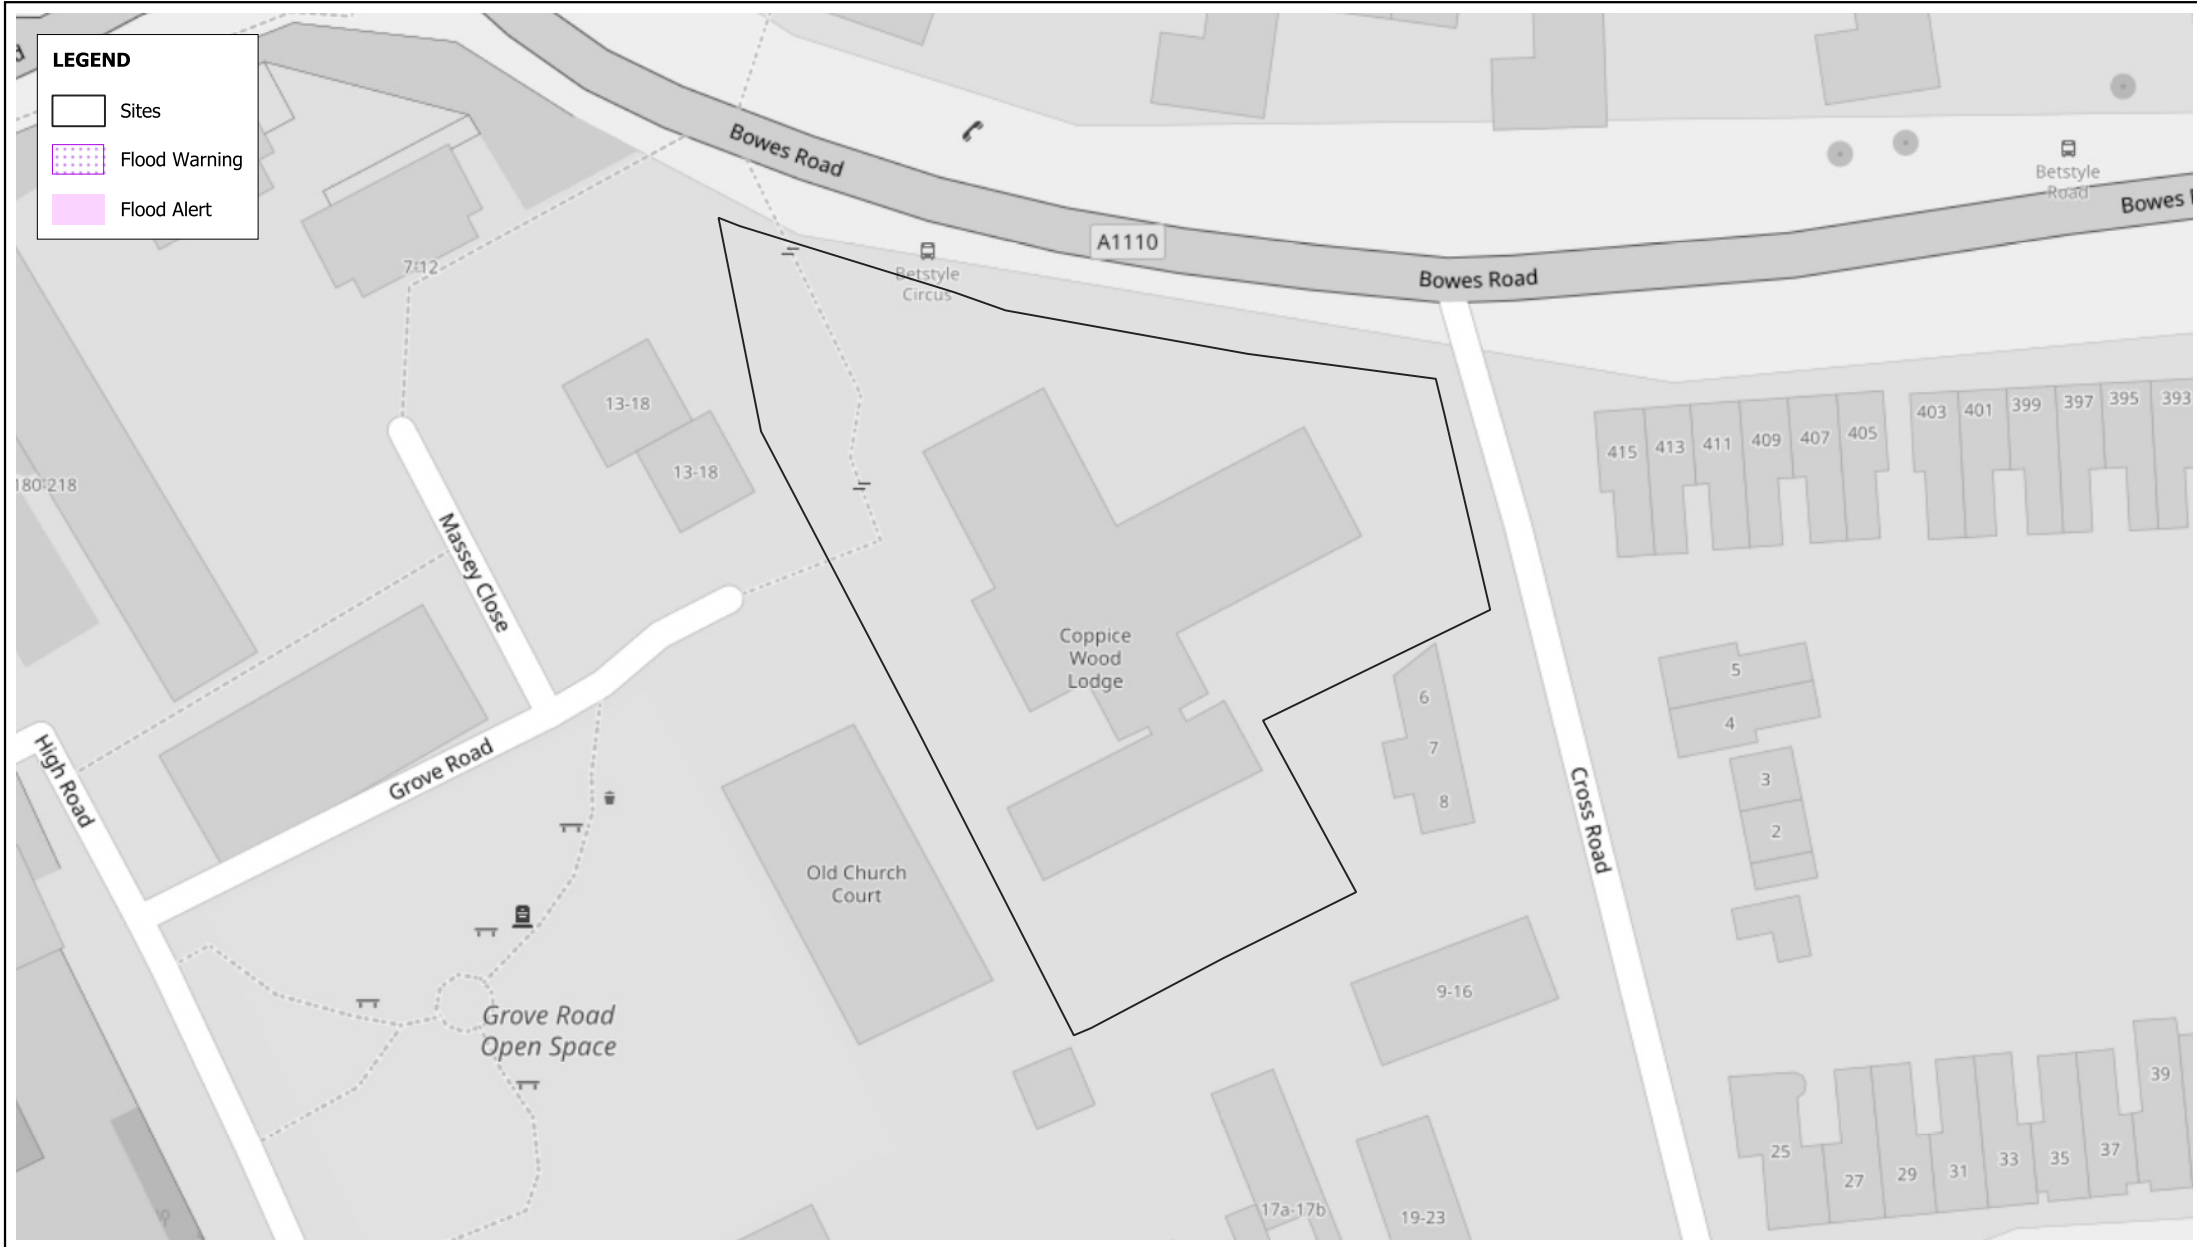 LEGEND
Sites
Flood Warning
Flood Alert
Bowes Road
Betstyle
Road
Bowes
A1110
Betstyle
Circus
Bowes Road
7-12
13-18
13-18
180-218
Massey Close
415
413
411
409
407
405
403
401
399
397
395
393
Coppice
Wood
Lodge
5
4
3
2
6
7
8
High Road
Grove Road
Cross Road
Old Church
Court
9-16
Grove Road
Open Space
17a-17b
19-23
25
27
29
31
33
35
37
39